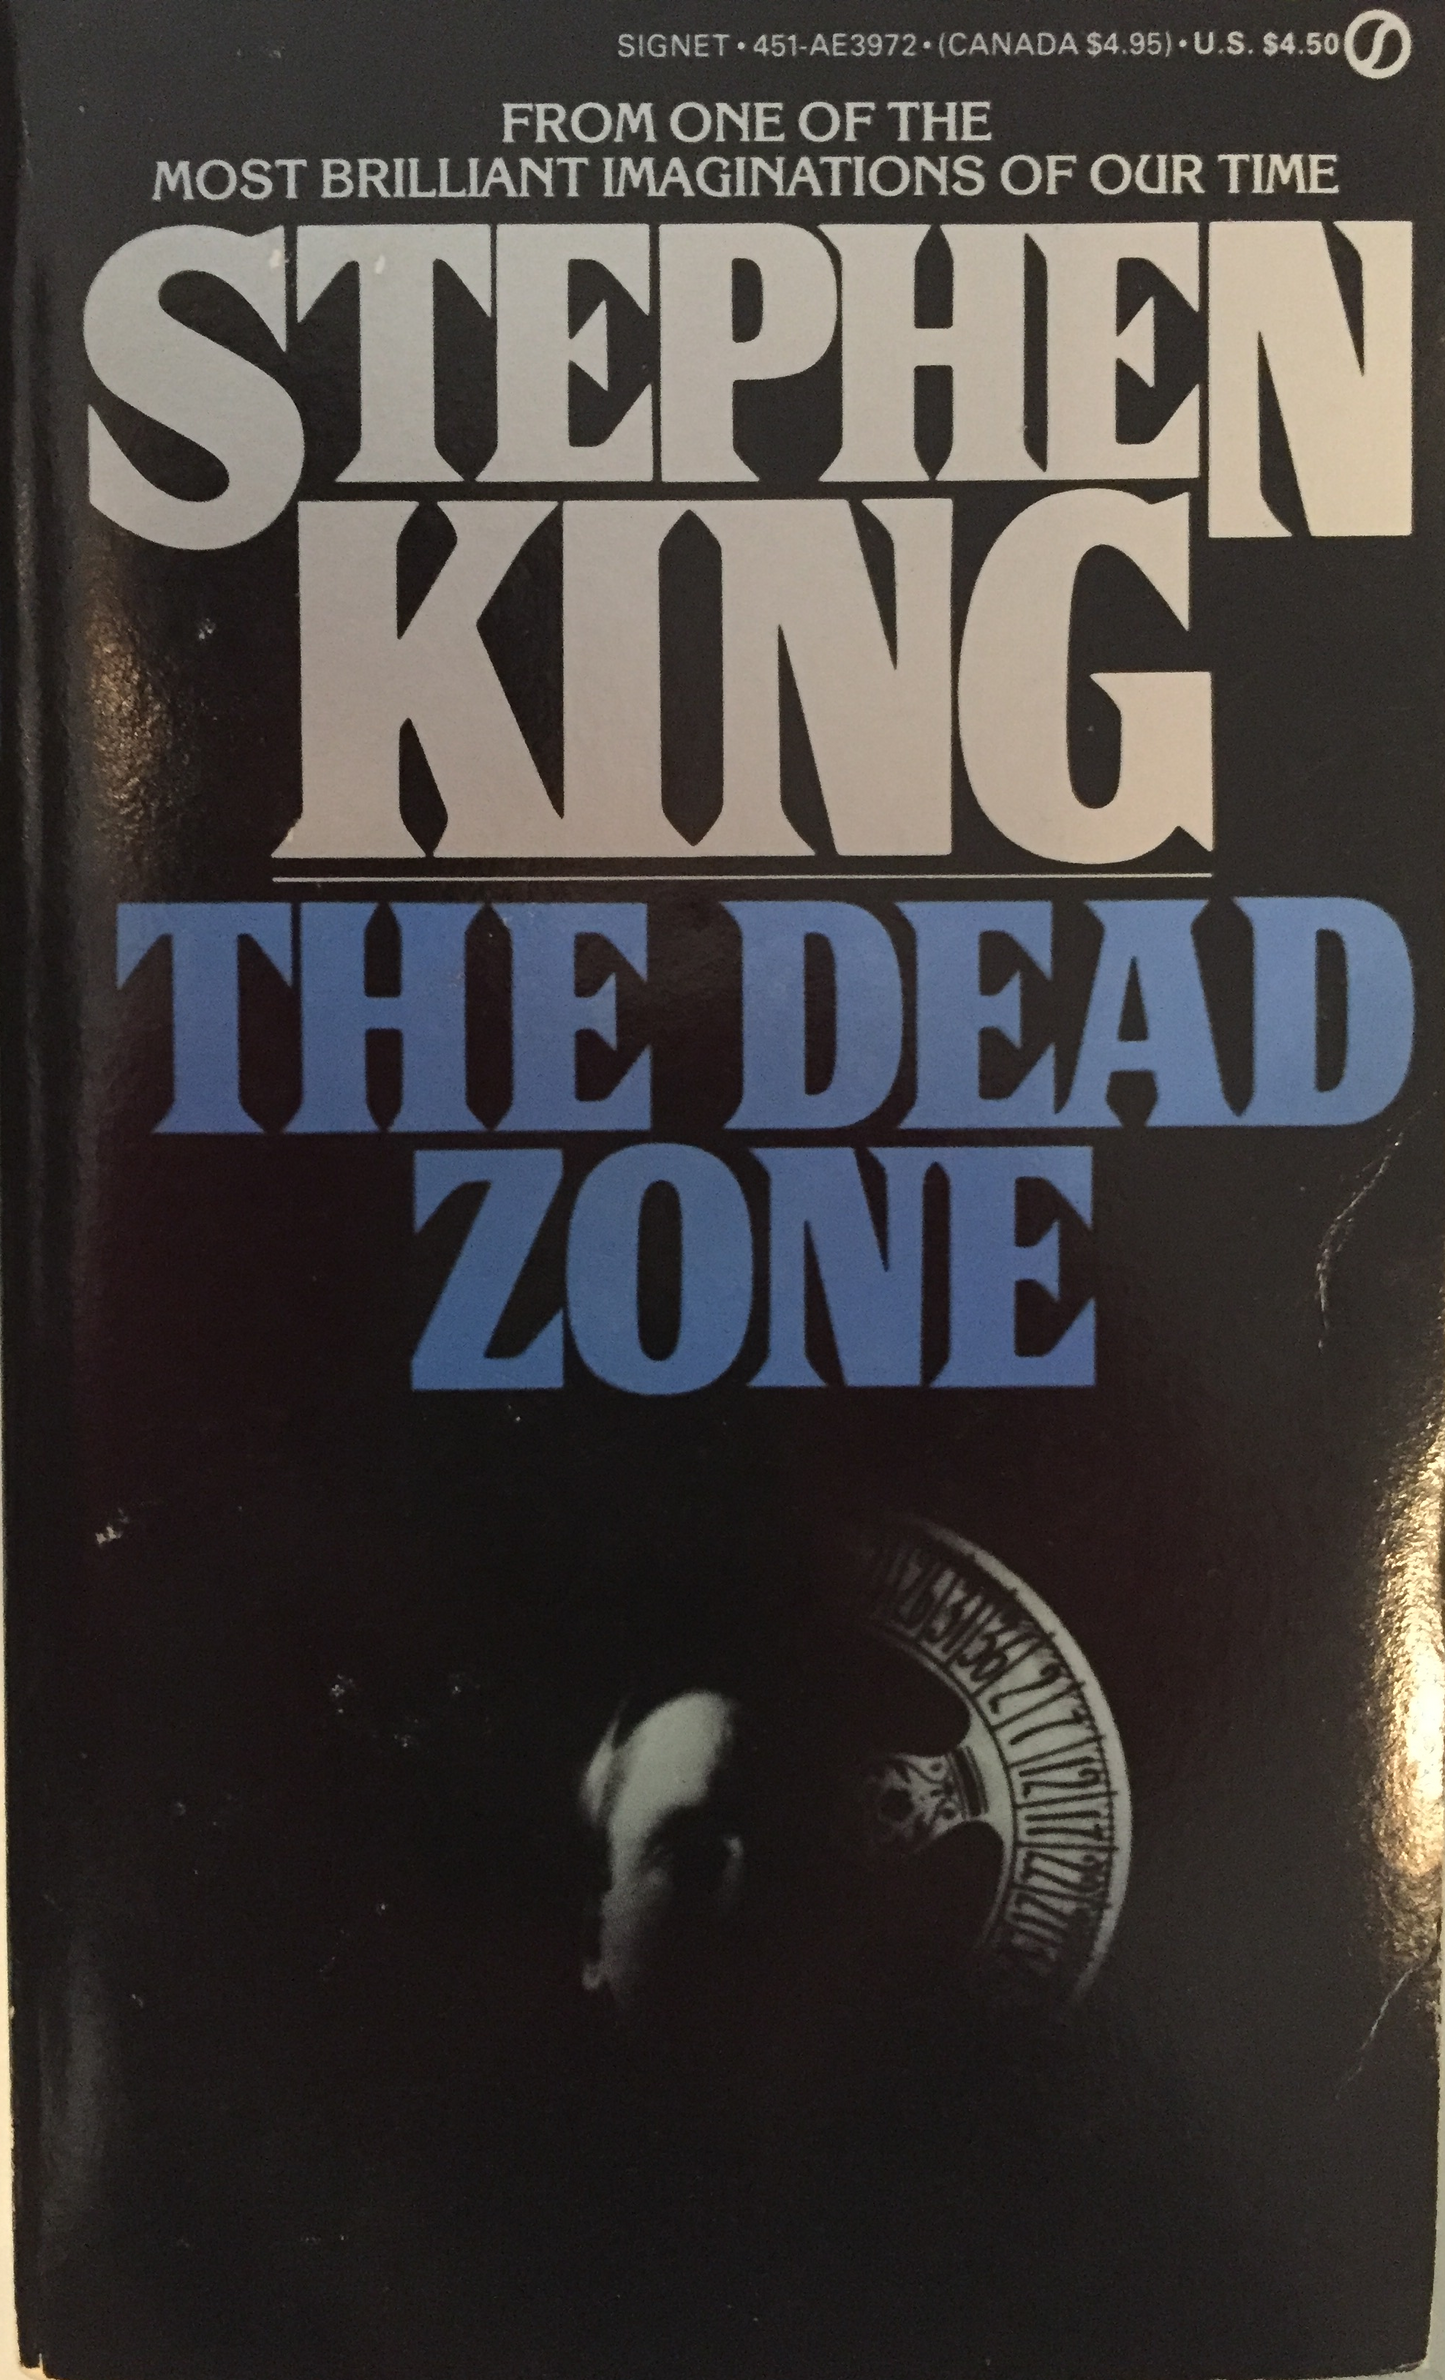 SIGNET • 451-AE3972 • (CANADA $4.95) • U.S. $4.50
FROM ONE OF THE
MOST BRILLIANT IMAGINATIONS OF OUR TIME
STEPHEN
KING
THE DEAD
ZONE